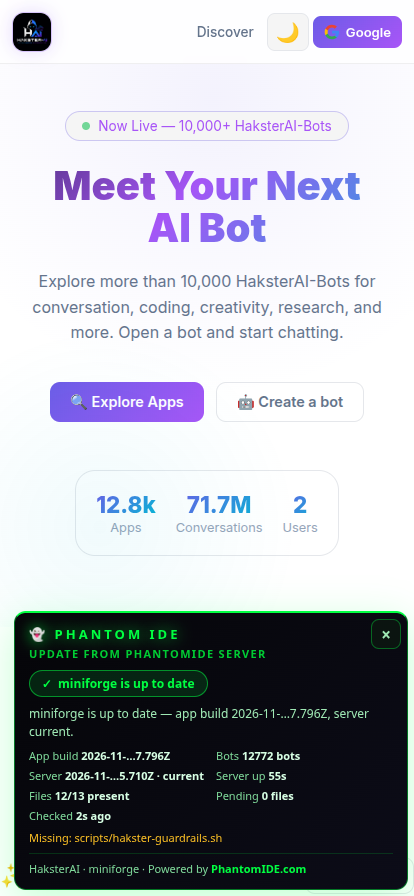 Discover
Google
Now Live — 10,000+ HaksterAI-Bots
Meet Your Next
AI Bot
Explore more than 10,000 HaksterAI-Bots for
conversation, coding, creativity, research, and
more. Open a bot and start chatting.
Explore Apps
Create a bot
12.8k 71.7M 2
Apps Conversations Users
PHANTOM IDE
×
UPDATE FROM PHANTOMIDE SERVER
✓ miniforge is up to date
miniforge is up to date — app build 2026-11-...7.796Z, server
current.
App build 2026-11-...7.796Z Bots 12772 bots
Server 2026-11-...5.710Z · current Server up 55s
Files 12/13 present Pending 0 files
Checked 2s ago
Missing: scripts/hakster-guardrails.sh
HaksterAI · miniforge · Powered by PhantomIDE.com